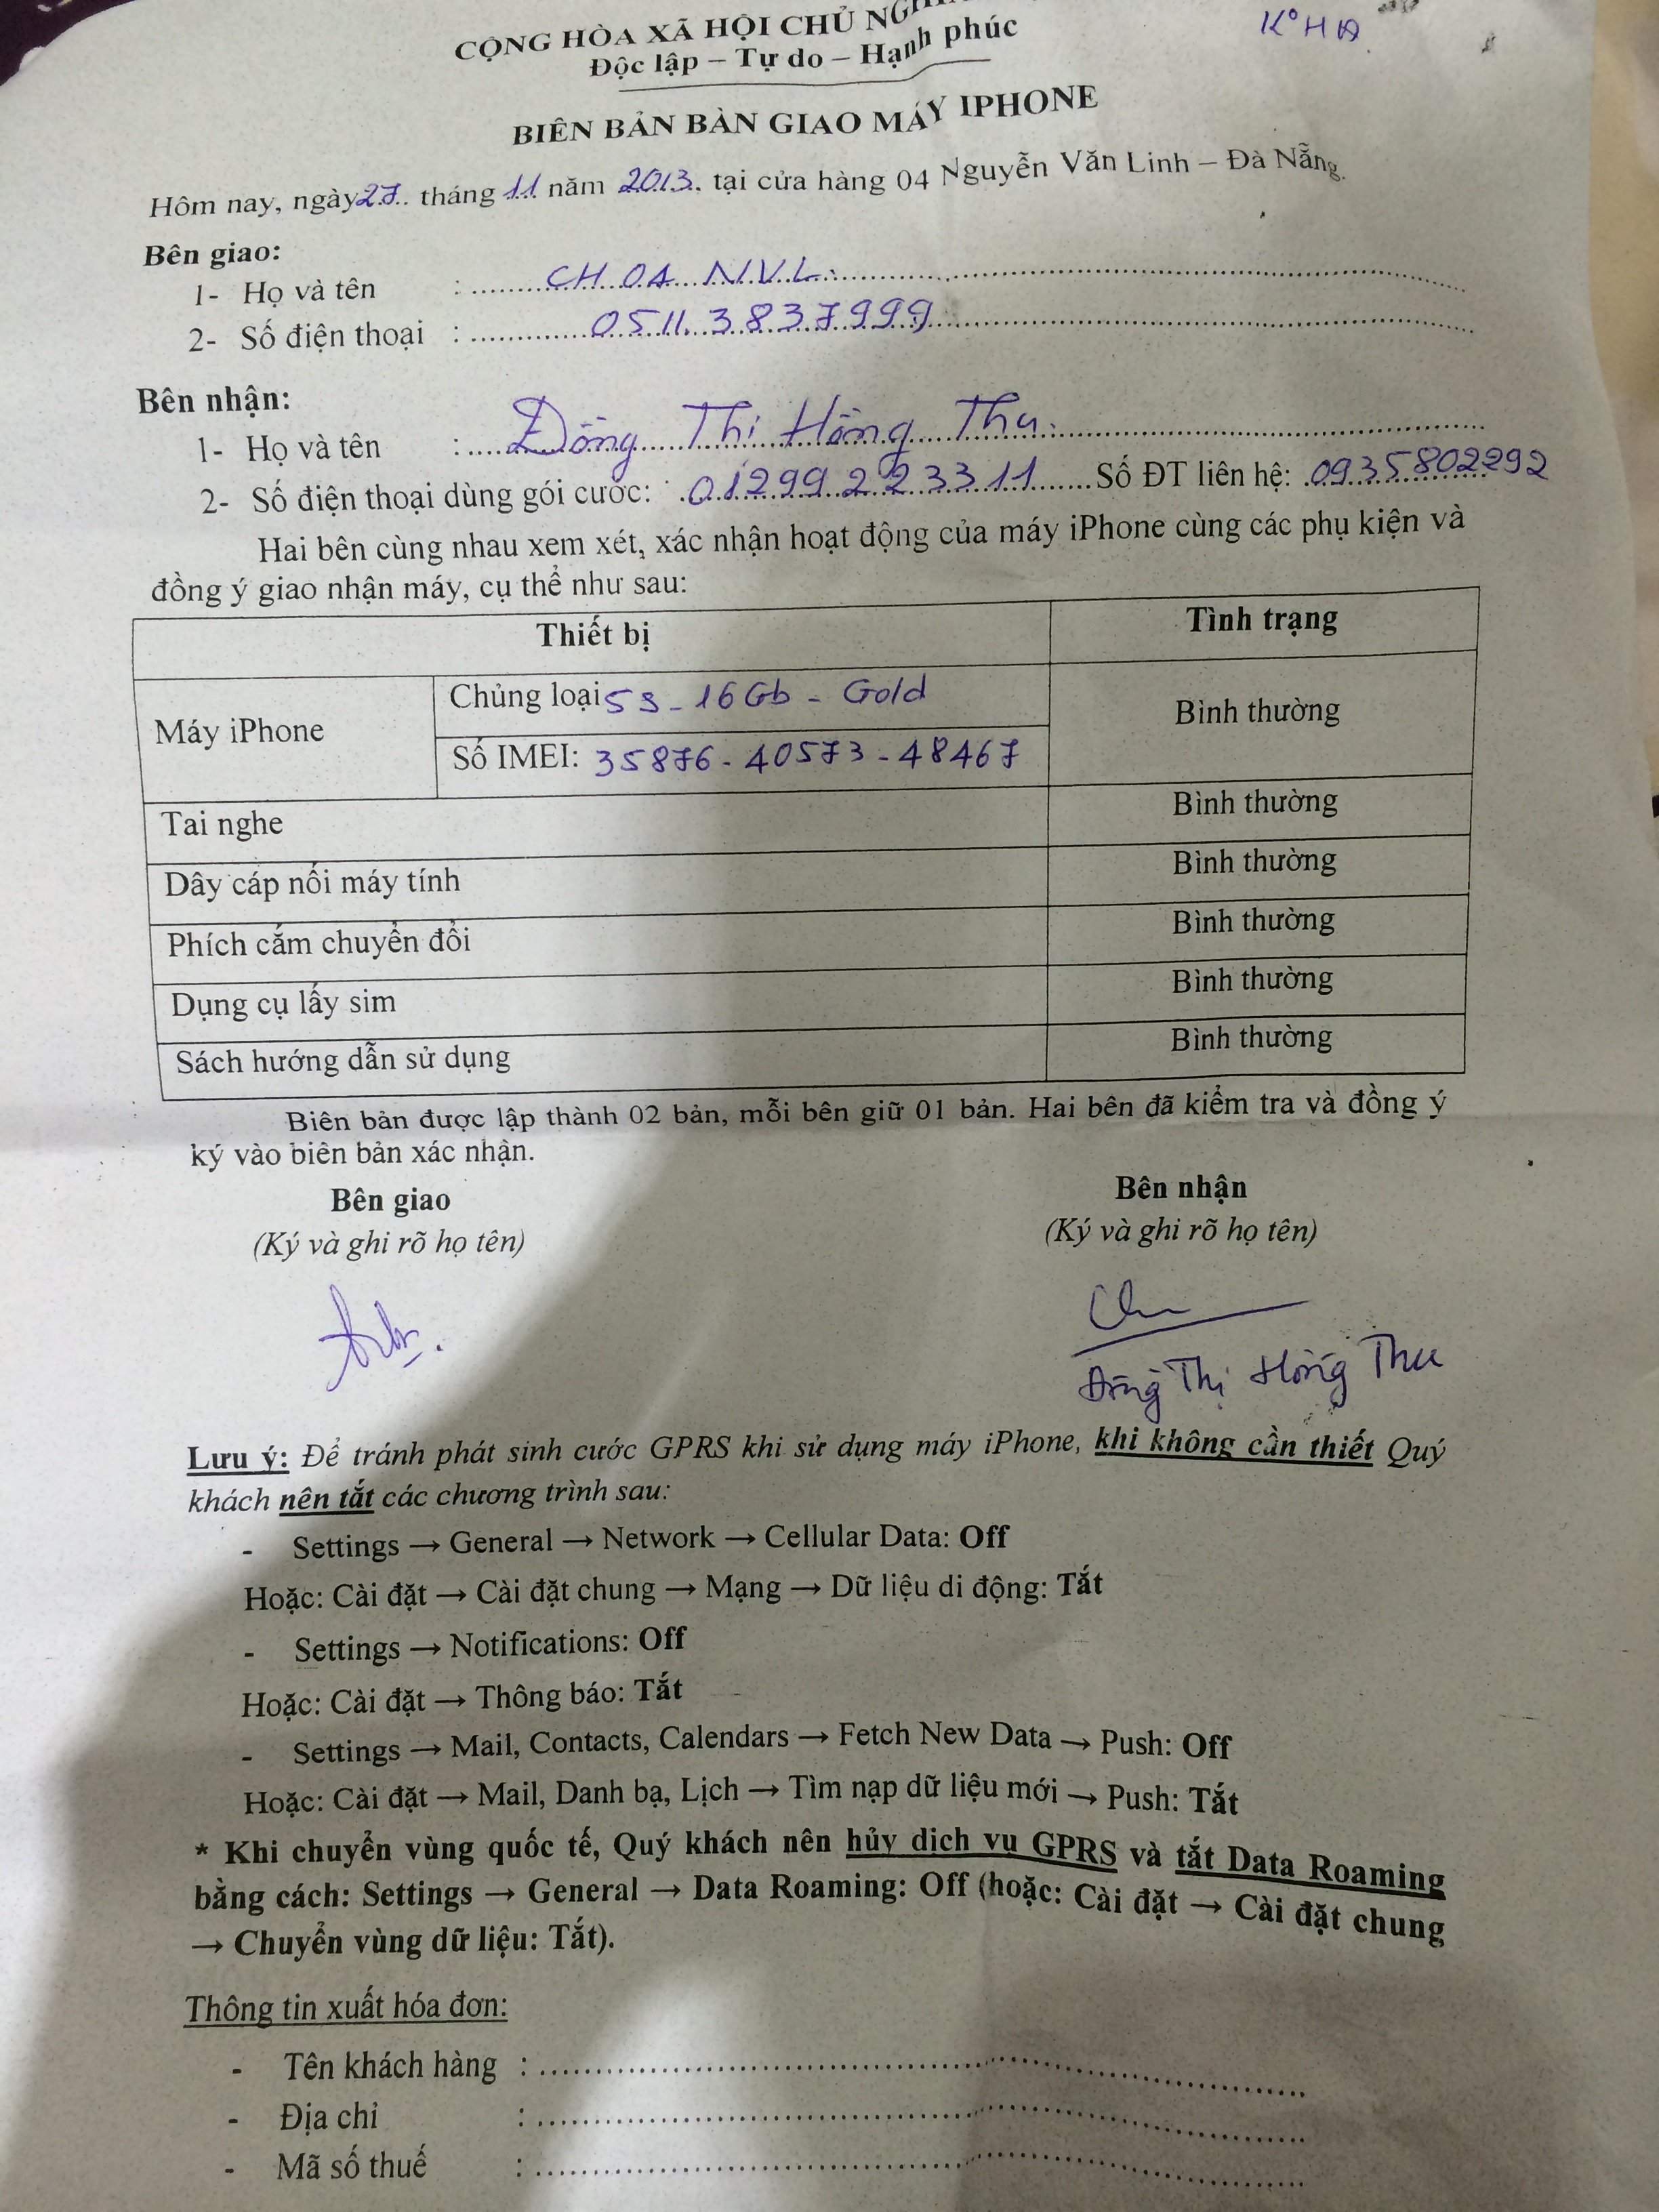 K° HĐ
CỘNG HÒA XÃ HỘI CHỦ
Độc lập – Tự do – Hạnh phúc
BIÊN BẢN BÀN GIAO MÁY IPHONE
Hôm nay, ngày 27 tháng 11 năm 2013, tại cửa hàng 04 Nguyễn Văn Linh – Đà Nẵng.
Bên giao:
1- Họ và tên : CH 04 N.V.L
2- Số điện thoại : 0511.3837999
Bên nhận:
1- Họ và tên : Đồng Thị Hồng Thu.
2- Số điện thoại dùng gói cước: 01299223311 Số ĐT liên hệ: 0935802292
Hai bên cùng nhau xem xét, xác nhận hoạt động của máy iPhone cùng các phụ kiện và
đồng ý giao nhận máy, cụ thể như sau:
Thiết bị Tình trạng
Máy iPhone Chủng loại 5S - 16Gb - Gold Bình thường
Số IMEI: 35876 - 40573 - 48467
Tai nghe Bình thường
Dây cáp nối máy tính Bình thường
Phích cắm chuyển đổi Bình thường
Dụng cụ lấy sim Bình thường
Sách hướng dẫn sử dụng Bình thường
Biên bản được lập thành 02 bản, mỗi bên giữ 01 bản. Hai bên đã kiểm tra và đồng ý
ký vào biên bản xác nhận.
Bên giao Bên nhận
(Ký và ghi rõ họ tên) (Ký và ghi rõ họ tên)
Đồng Thị Hồng Thu
Lưu ý: Để tránh phát sinh cước GPRS khi sử dụng máy iPhone, khi không cần thiết Quý
khách nên tắt các chương trình sau:
- Settings → General → Network → Cellular Data: Off
Hoặc: Cài đặt → Cài đặt chung → Mạng → Dữ liệu di động: Tắt
- Settings → Notifications: Off
Hoặc: Cài đặt → Thông báo: Tắt
- Settings → Mail, Contacts, Calendars → Fetch New Data → Push: Off
Hoặc: Cài đặt → Mail, Danh bạ, Lịch → Tìm nạp dữ liệu mới → Push: Tắt
* Khi chuyển vùng quốc tế, Quý khách nên hủy dịch vụ GPRS và tắt Data Roaming
bằng cách: Settings → General → Data Roaming: Off (hoặc: Cài đặt → Cài đặt chung
→ Chuyển vùng dữ liệu: Tắt).
Thông tin xuất hóa đơn:
- Tên khách hàng :
- Địa chỉ :
- Mã số thuế :